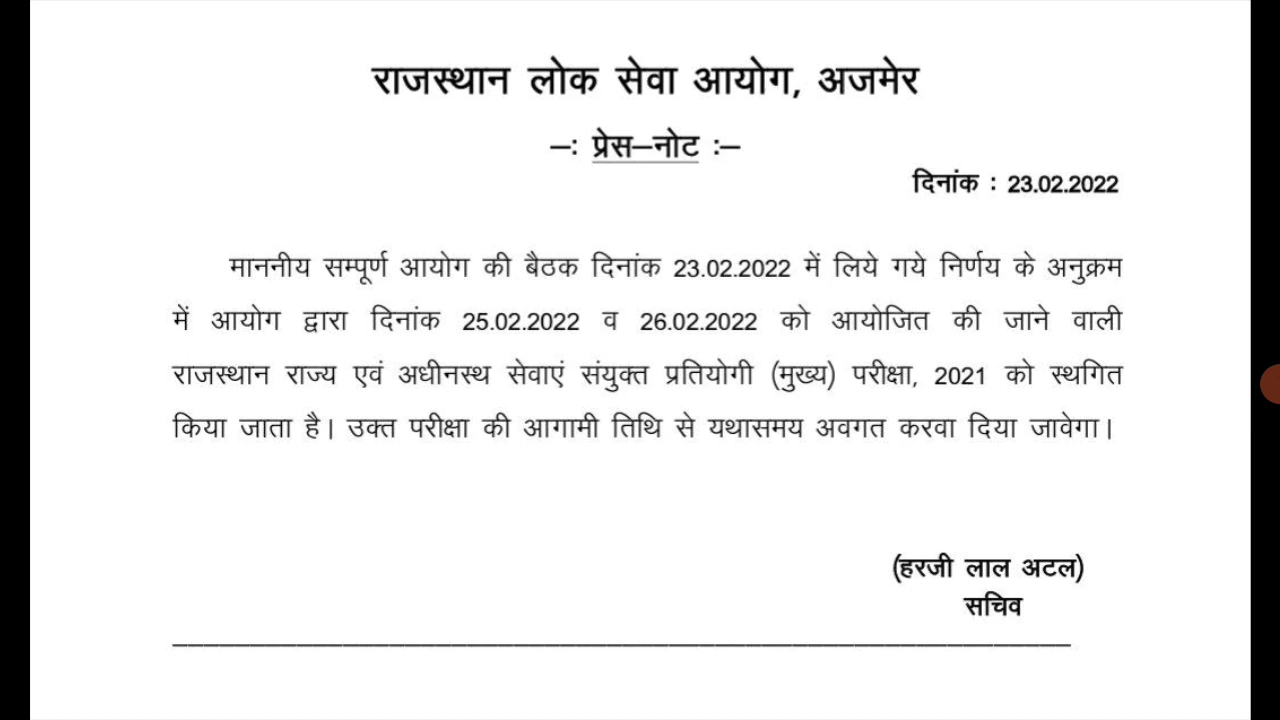 राजस्थान लोक सेवा आयोग, अजमेर
–: प्रेस–नोट :–
दिनांक : 23.02.2022
माननीय सम्पूर्ण आयोग की बैठक दिनांक 23.02.2022 में लिये गये निर्णय के अनुक्रम
में आयोग द्वारा दिनांक 25.02.2022 व 26.02.2022 को आयोजित की जाने वाली
राजस्थान राज्य एवं अधीनस्थ सेवाएं संयुक्त प्रतियोगी (मुख्य) परीक्षा, 2021 को स्थगित
किया जाता है। उक्त परीक्षा की आगामी तिथि से यथासमय अवगत करवा दिया जावेगा।
(हरजी लाल अटल)
सचिव